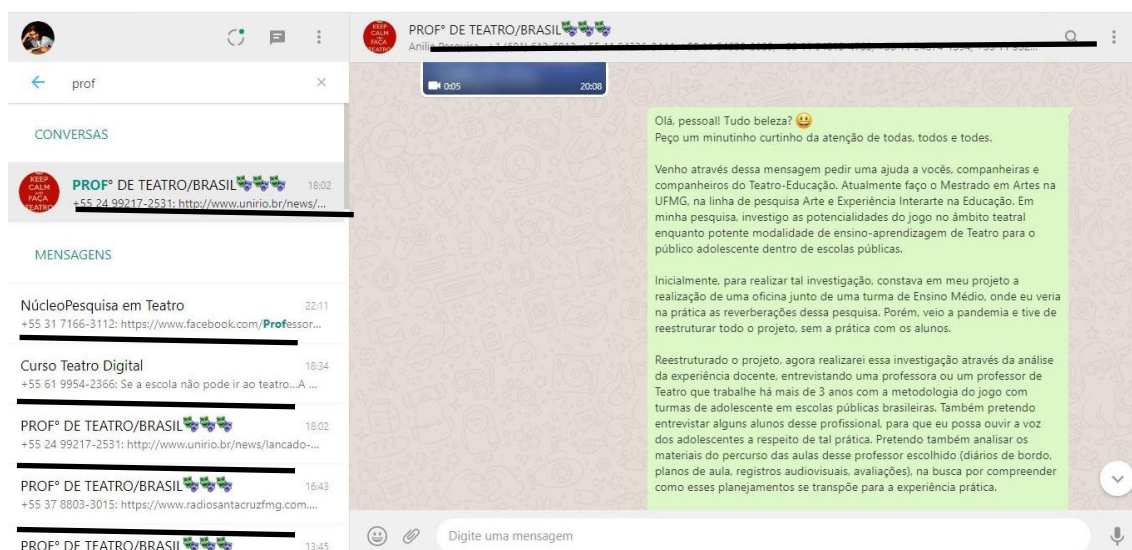 prof
CONVERSAS
PROF° DE TEATRO/BRASIL🎭🎭🎭 18:02
+55 24 99217-2531: http://www.unirio.br/news/...
MENSAGENS
NúcleoPesquisa em Teatro 22:11
+55 31 7166-3112: https://www.facebook.com/Professor...
Curso Teatro Digital 18:34
+55 61 9954-2366: Se a escola não pode ir ao teatro...A ...
PROF° DE TEATRO/BRASIL🎭🎭🎭 18:02
+55 24 99217-2531: http://www.unirio.br/news/lancado-...
PROF° DE TEATRO/BRASIL🎭🎭🎭 16:43
+55 37 8803-3015: https://www.radiosantacruzfmg.com....
PROF° DE TEATRO/BRASIL🎭🎭🎭 13:45
KEEP
CALM
AND
FAÇA
TEATRO
PROF° DE TEATRO/BRASIL🎭🎭🎭
0:05 20:08
Olá, pessoal! Tudo beleza? 😀
Peço um minutinho curtinho da atenção de todas, todos e todes.
Venho através dessa mensagem pedir uma ajuda a vocês, companheiras e
companheiros do Teatro-Educação. Atualmente faço o Mestrado em Artes na
UFMG, na linha de pesquisa Arte e Experiência Interarte na Educação. Em
minha pesquisa, investigo as potencialidades do jogo no âmbito teatral
enquanto potente modalidade de ensino-aprendizagem de Teatro para o
público adolescente dentro de escolas públicas.
Inicialmente, para realizar tal investigação, constava em meu projeto a
realização de uma oficina junto de uma turma de Ensino Médio, onde eu veria
na prática as reverberações dessa pesquisa. Porém, veio a pandemia e tive de
reestruturar todo o projeto, sem a prática com os alunos.
Reestruturado o projeto, agora realizarei essa investigação através da análise
da experiência docente, entrevistando uma professora ou um professor de
Teatro que trabalhe há mais de 3 anos com a metodologia do jogo com
turmas de adolescente em escolas públicas brasileiras. Também pretendo
entrevistar alguns alunos desse profissional, para que eu possa ouvir a voz
dos adolescentes a respeito de tal prática. Pretendo também analisar os
materiais do percurso das aulas desse professor escolhido (diários de bordo,
planos de aula, registros audiovisuais, avaliações), na busca por compreender
como esses planejamentos se transpõe para a experiência prática.
Digite uma mensagem